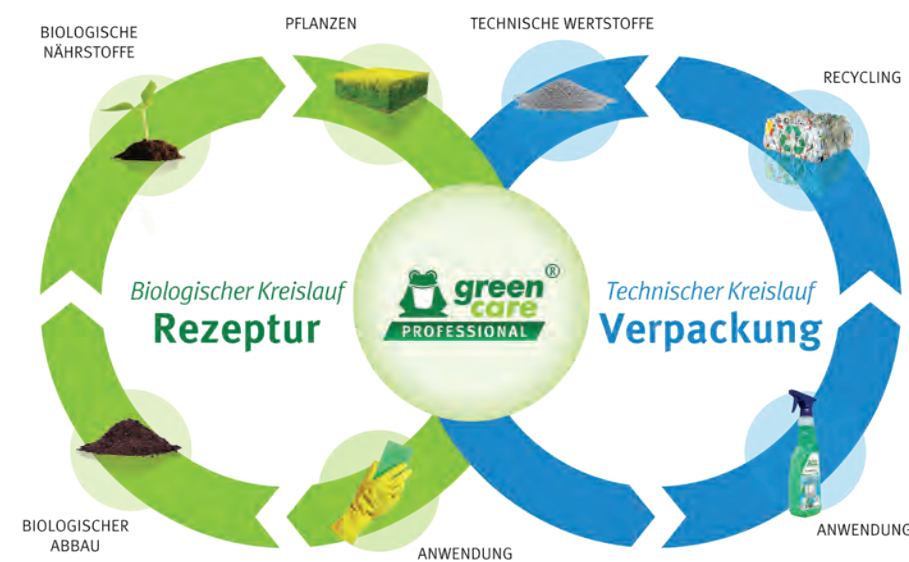 BIOLOGISCHE
NÄHRSTOFFE
PFLANZEN
TECHNISCHE WERTSTOFFE
RECYCLING
Biologischer Kreislauf
Rezeptur
green®
care
PROFESSIONAL
Technischer Kreislauf
Verpackung
BIOLOGISCHER
ABBAU
ANWENDUNG
ANWENDUNG